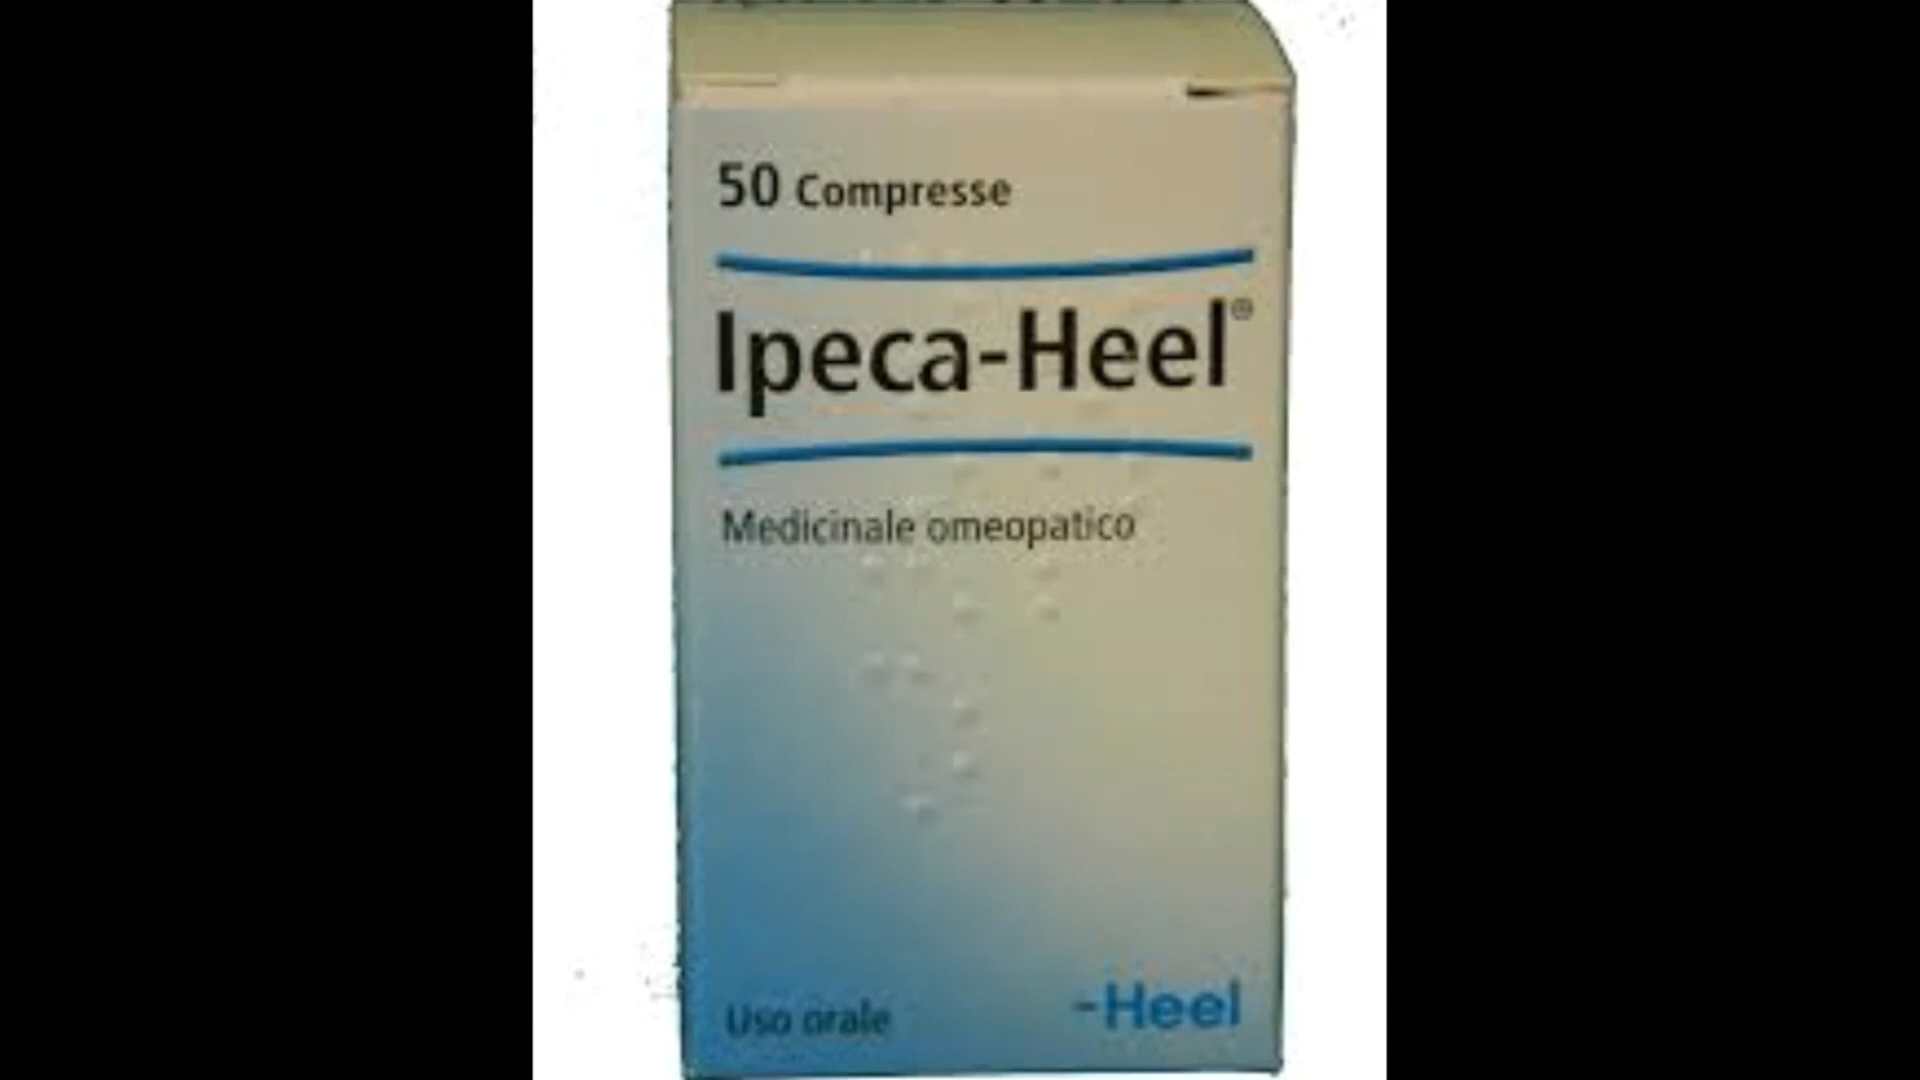 50 Compresse
Ipeca-Heel®
Medicinale omeopatico
Uso orale
-Heel